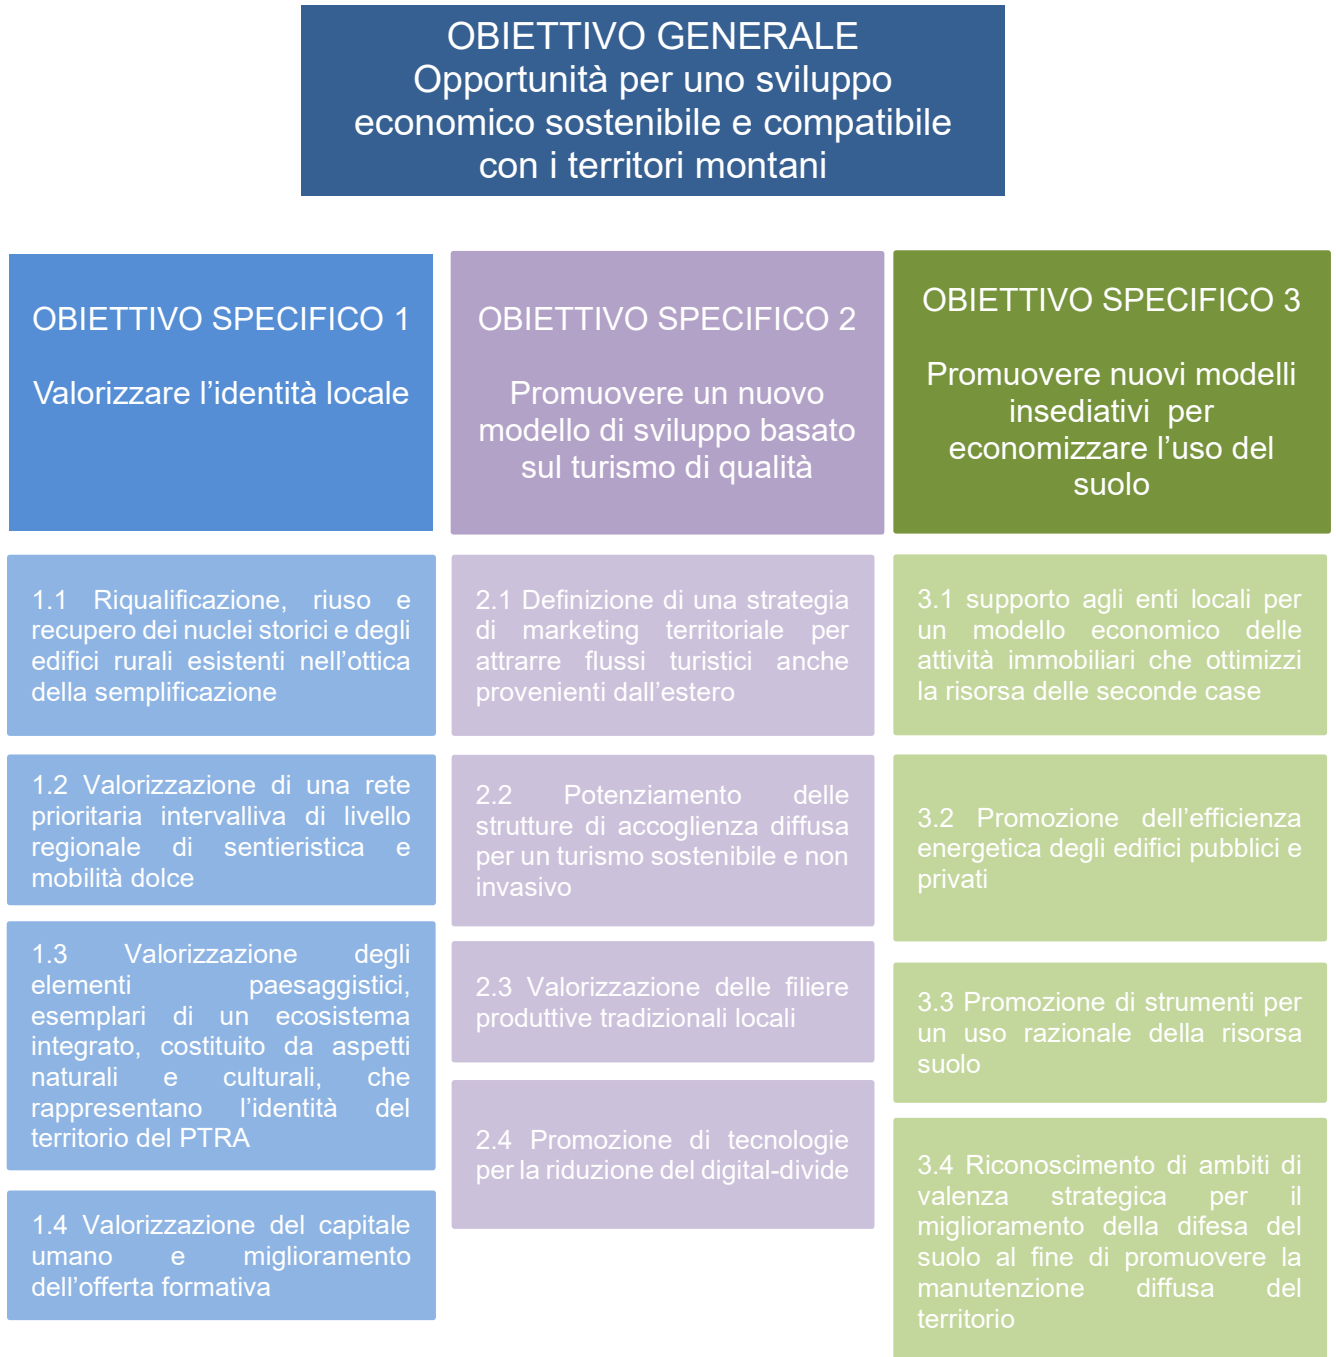 OBIETTIVO GENERALE
Opportunità per uno sviluppo
economico sostenibile e compatibile
con i territori montani
OBIETTIVO SPECIFICO 1
Valorizzare l’identità locale
OBIETTIVO SPECIFICO 2
Promuovere un nuovo
modello di sviluppo basato
sul turismo di qualità
OBIETTIVO SPECIFICO 3
Promuovere nuovi modelli
insediativi per
economizzare l’uso del
suolo
1.1 Riqualificazione, riuso e
recupero dei nuclei storici e degli
edifici rurali esistenti nell’ottica
della semplificazione
1.2 Valorizzazione di una rete
prioritaria intervalliva di livello
regionale di sentieristica e
mobilità dolce
1.3 Valorizzazione degli
elementi paesaggistici,
esemplari di un ecosistema
integrato, costituito da aspetti
naturali e culturali, che
rappresentano l’identità del
territorio del PTRA
1.4 Valorizzazione del capitale
umano e miglioramento
dell’offerta formativa
2.1 Definizione di una strategia
di marketing territoriale per
attrarre flussi turistici anche
provenienti dall’estero
2.2 Potenziamento delle
strutture di accoglienza diffusa
per un turismo sostenibile e non
invasivo
2.3 Valorizzazione delle filiere
produttive tradizionali locali
2.4 Promozione di tecnologie
per la riduzione del digital-divide
3.1 supporto agli enti locali per
un modello economico delle
attività immobiliari che ottimizzi
la risorsa delle seconde case
3.2 Promozione dell’efficienza
energetica degli edifici pubblici e
privati
3.3 Promozione di strumenti per
un uso razionale della risorsa
suolo
3.4 Riconoscimento di ambiti di
valenza strategica per il
miglioramento della difesa del
suolo al fine di promuovere la
manutenzione diffusa del
territorio